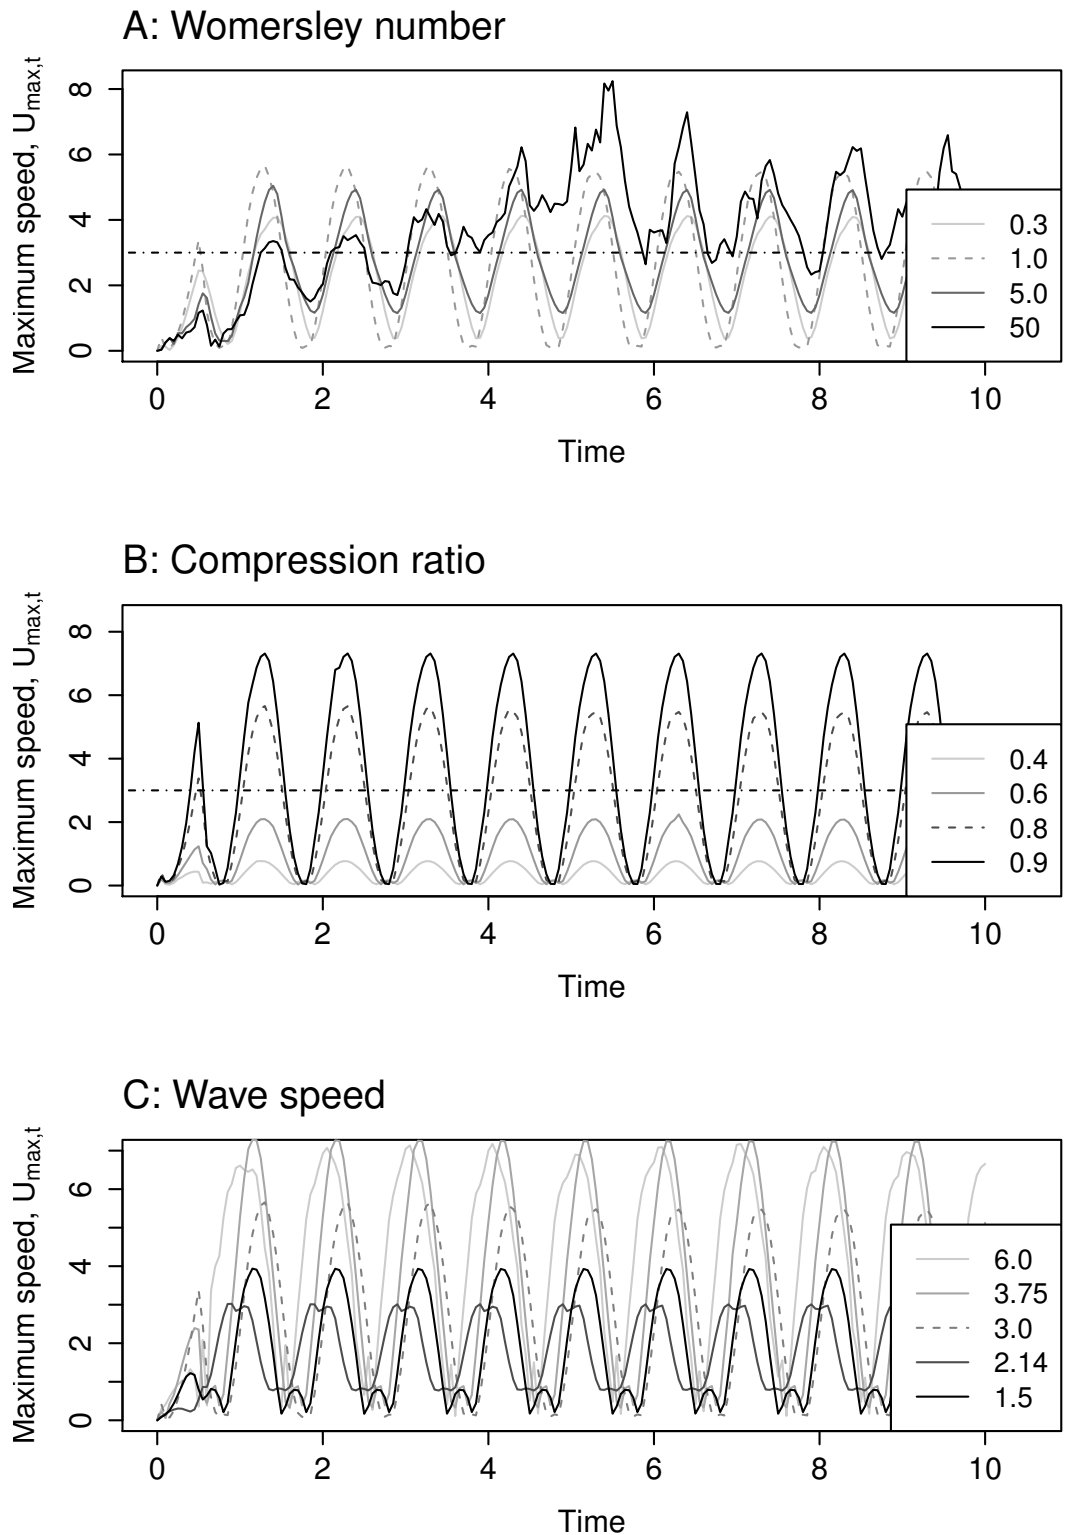 A: Womersley number
Maximum speed, Umax,t
8
6
4
2
0
0.3
1.0
5.0
50
0 2 4 6 8 10
Time
B: Compression ratio
Maximum speed, Umax,t
8
6
4
2
0
0.4
0.6
0.8
0.9
0 2 4 6 8 10
Time
C: Wave speed
Maximum speed, Umax,t
6
4
2
0
6.0
3.75
3.0
2.14
1.5
0 2 4 6 8 10
Time